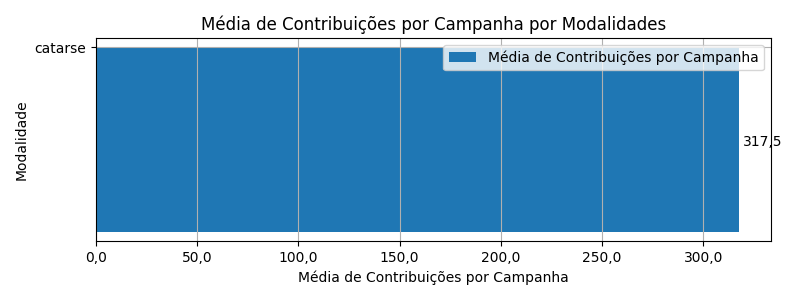 Média de Contribuições por Campanha por Modalidades
catarse
Média de Contribuições por Campanha
Modalidade
317,5
0,0 50,0 100,0 150,0 200,0 250,0 300,0
Média de Contribuições por Campanha